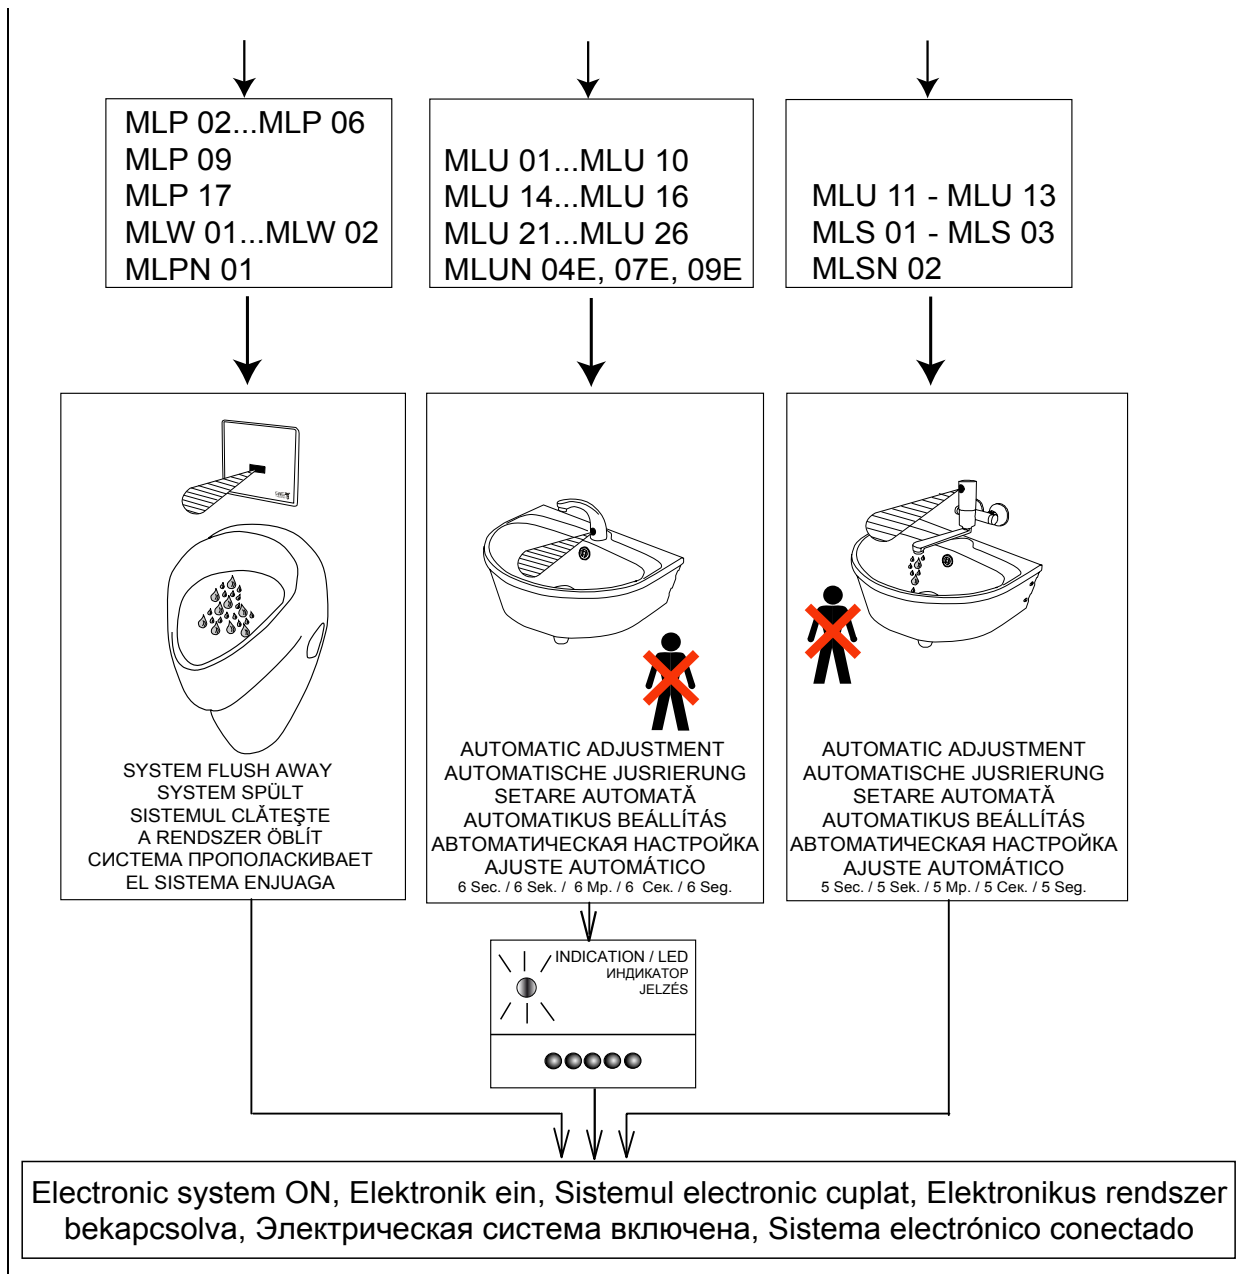 MLP 02...MLP 06
MLP 09
MLP 17
MLW 01...MLW 02
MLPN 01
MLU 01...MLU 10
MLU 14...MLU 16
MLU 21...MLU 26
MLUN 04E, 07E, 09E
MLU 11 - MLU 13
MLS 01 - MLS 03
MLSN 02
SYSTEM FLUSH AWAY
SYSTEM SPÜLT
SISTEMUL CLĂTEŞTE
A RENDSZER ÖBLÍT
СИСТЕМА ПРОПОЛАСКИВАЕТ
EL SISTEMA ENJUAGA
AUTOMATIC ADJUSTMENT
AUTOMATISCHE JUSRIERUNG
SETARE AUTOMATĂ
AUTOMATIKUS BEÁLLÍTÁS
АВТОМАТИЧЕСКАЯ НАСТРОЙКА
AJUSTE AUTOMÁTICO
6 Sec. / 6 Sek. / 6 Mp. / 6 Сек. / 6 Seg.
AUTOMATIC ADJUSTMENT
AUTOMATISCHE JUSRIERUNG
SETARE AUTOMATĂ
AUTOMATIKUS BEÁLLÍTÁS
АВТОМАТИЧЕСКАЯ НАСТРОЙКА
AJUSTE AUTOMÁTICO
5 Sec. / 5 Sek. / 5 Mp. / 5 Сек. / 5 Seg.
INDICATION / LED
ИНДИКАТОР
JELZÉS
Electronic system ON, Elektronik ein, Sistemul electronic cuplat, Elektronikus rendszer
bekapcsolva, Электрическая система включена, Sistema electrónico conectado